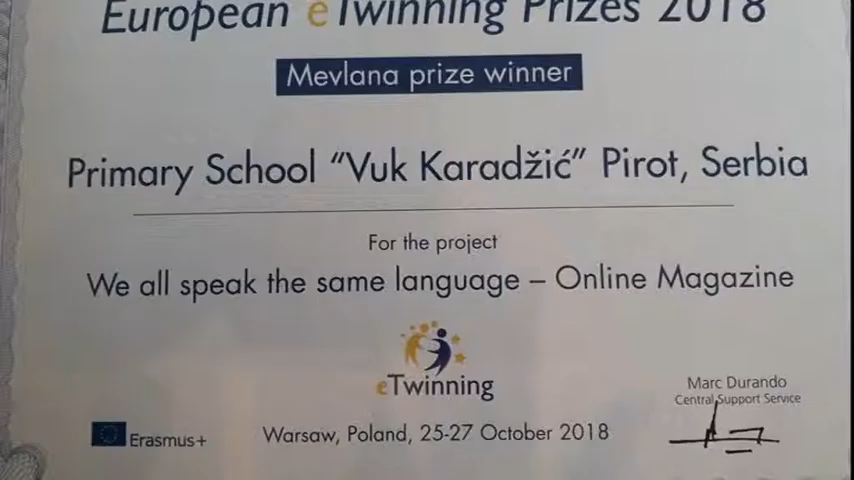 European eTwinning Prizes 2018
Mevlana prize winner
Primary School “Vuk Karadžić” Pirot, Serbia
For the project
We all speak the same language – Online Magazine
eTwinning
Marc Durando
Central Support Service
Erasmus+
Warsaw, Poland, 25-27 October 2018